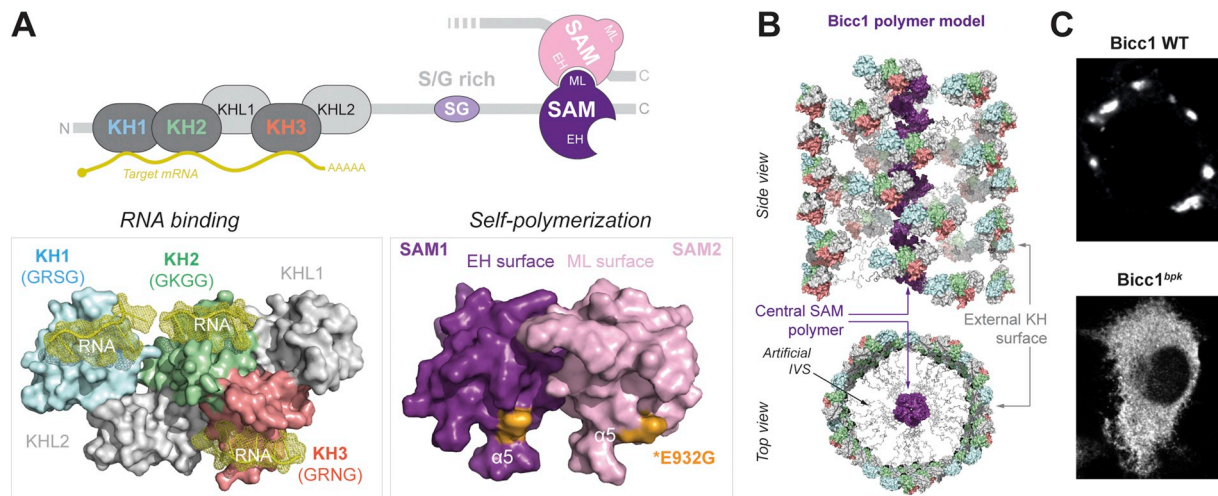 A
S/G rich
SAM
ML
EH
C
N
KH1
KH2
KHL1
KH3
KHL2
SG
ML
SAM
EH
C
Target mRNA
AAAAA
RNA binding
KH1
(GRSG)
KH2
(GKGG)
KHL1
RNA
RNA
KHL2
RNA
KH3
(GRNG)
Self-polymerization
SAM1
EH surface
ML surface
SAM2
α5
α5
*E932G
B
Bicc1 polymer model
Side view
Central SAM
polymer
External KH
surface
Artificial
IVS
Top view
C
Bicc1 WT
Bicc1bpk